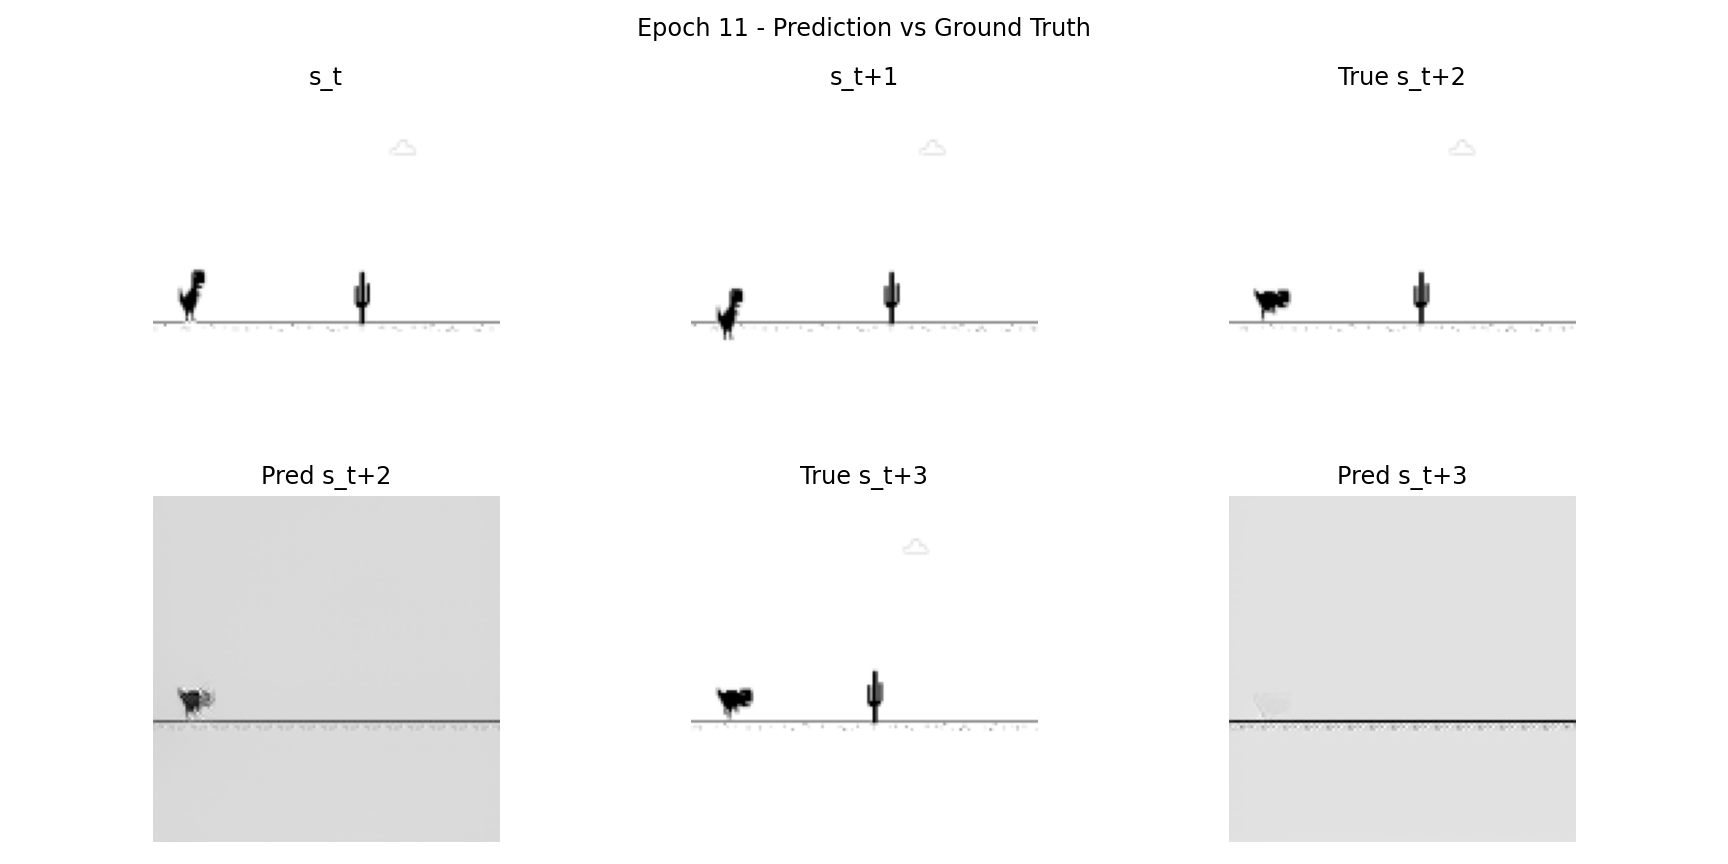 Epoch 11 - Prediction vs Ground Truth
s_t
s_t+1
True s_t+2
Pred s_t+2
True s_t+3
Pred s_t+3